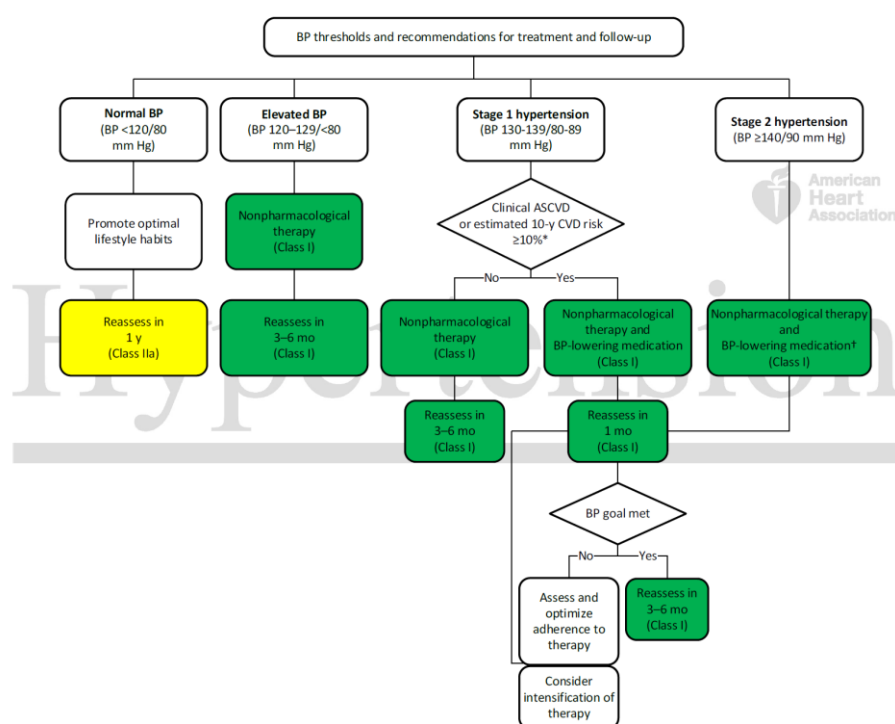 BP thresholds and recommendations for treatment and follow-up
Normal BP
(BP <120/80
mm Hg)
Elevated BP
(BP 120–129/<80
mm Hg)
Stage 1 hypertension
(BP 130-139/80-89
mm Hg)
Stage 2 hypertension
(BP ≥140/90 mm Hg)
American
Heart
Association
Promote optimal
lifestyle habits
Nonpharmacological
therapy
(Class I)
Clinical ASCVD
or estimated 10-y CVD risk
≥10%*
No
Yes
Hypertension
Reassess in
1 y
(Class IIa)
Reassess in
3–6 mo
(Class I)
Nonpharmacological
therapy
(Class I)
Nonpharmacological
therapy and
BP-lowering medication
(Class I)
Nonpharmacological therapy
and
BP-lowering medication†
(Class I)
Reassess in
3–6 mo
(Class I)
Reassess in
1 mo
(Class I)
BP goal met
No
Yes
Assess and
optimize
adherence to
therapy
Reassess in
3–6 mo
(Class I)
Consider
intensification of
therapy